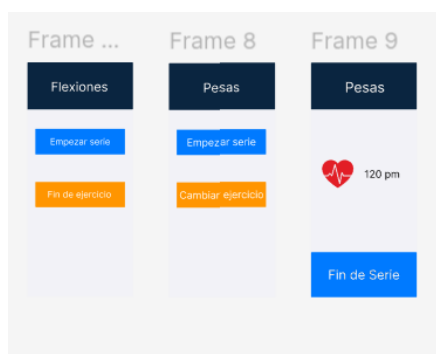 Frame ...
Flexiones
Empezar serie
Fin de ejercicio
Frame 8
Pesas
Empezar serie
Cambiar ejercicio
Frame 9
Pesas
120 pm
Fin de Serie